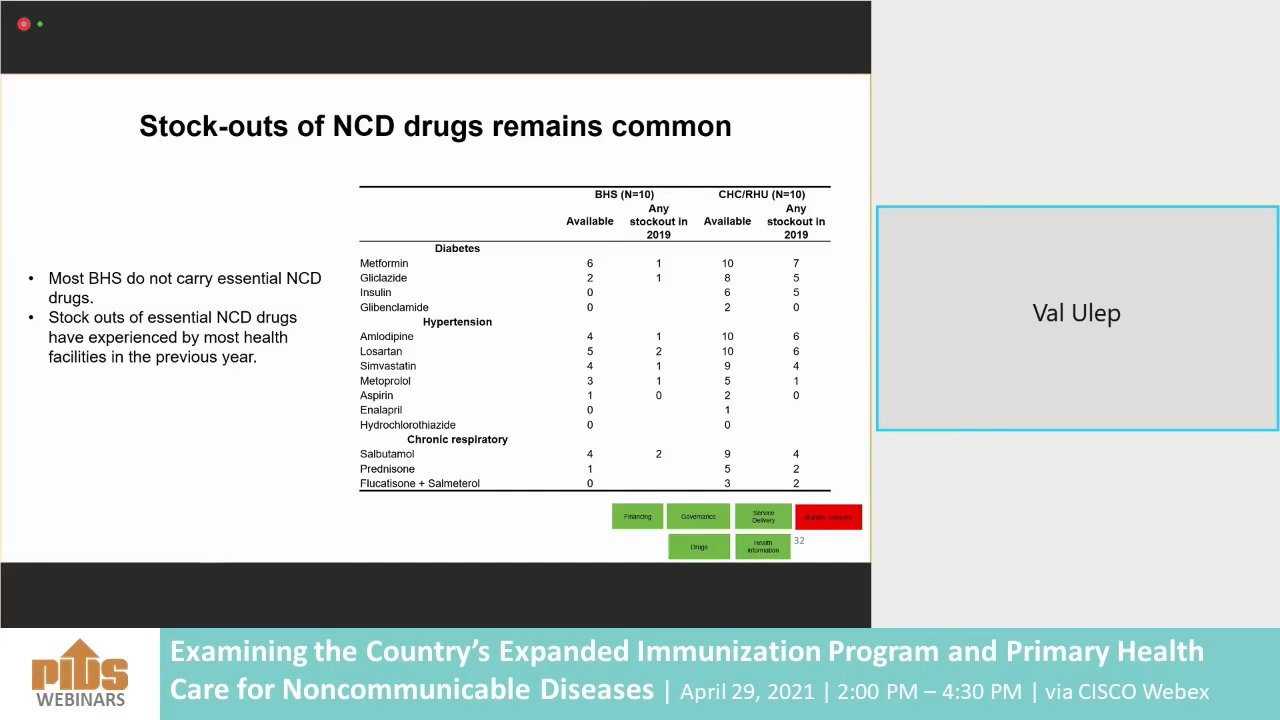 Stock-outs of NCD drugs remains common
• Most BHS do not carry essential NCD
drugs.
• Stock outs of essential NCD drugs
have experienced by most health
facilities in the previous year.
BHS (N=10) CHC/RHU (N=10)
Available Any stockout in 2019 Available Any stockout in 2019
Diabetes
Metformin 6 1 10 7
Gliclazide 2 1 8 5
Insulin 0 6 5
Glibenclamide 0 2 0
Hypertension
Amlodipine 4 1 10 6
Losartan 5 2 10 6
Simvastatin 4 1 9 4
Metoprolol 3 1 5 1
Aspirin 1 0 2 0
Enalapril 0 1
Hydrochlorothiazide 0 0
Chronic respiratory
Salbutamol 4 2 9 4
Prednisone 1 5 2
Flucatisone + Salmeterol 0 3 2
Financing Governance Service Delivery
Drugs Health information 32
Val Ulep
PIDS
WEBINARS
Examining the Country's Expanded Immunization Program and Primary Health
Care for Noncommunicable Diseases | April 29, 2021 | 2:00 PM – 4:30 PM | via CISCO Webex